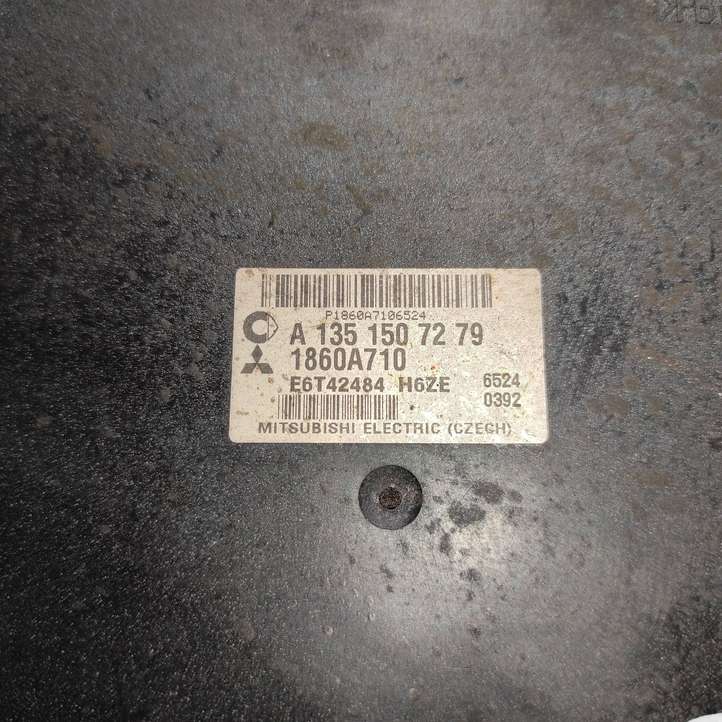 P1860A7106524
A 135 150 72 79
1860A710
E6T42484 H6ZE
6524
0392
MITSUBISHI ELECTRIC (CZECH)